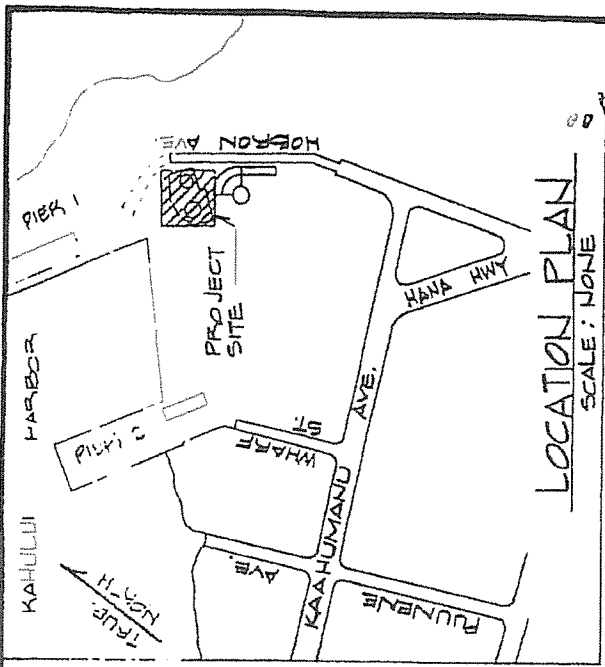 HOBRON AVE
PIER 1
PROJECT
SITE
HARBOR
KAHULUI
PIER 2
WHARF
ST.
HANA HWY
KAAHUMANU AVE.
PUUNENE
AVE.
TRUE
NORTH
LOCATION PLAN
SCALE: NONE